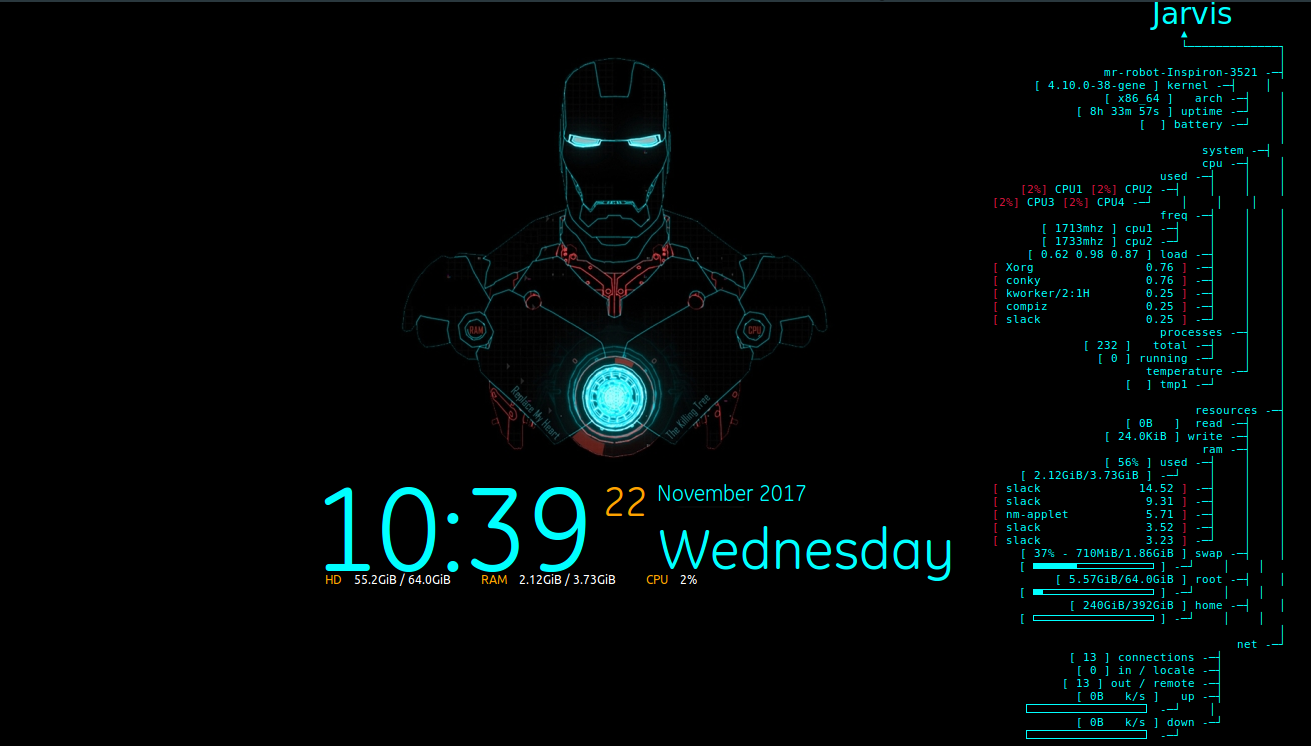 Jarvis
mr-robot-Inspiron-3521
[ 4.10.0-38-gene ] kernel
[ x86_64 ] arch
[ 8h 33m 57s ] uptime
[ ] battery
system
cpu
used
[2%] CPU1 [2%] CPU2
[2%] CPU3 [2%] CPU4
freq
[ 1713mhz ] cpu1
[ 1733mhz ] cpu2
[ 0.62 0.98 0.87 ] load
[ Xorg 0.76 ]
[ conky 0.76 ]
[ kworker/2:1H 0.25 ]
[ compiz 0.25 ]
[ slack 0.25 ]
processes
[ 232 ] total
[ 0 ] running
temperature
[ ] tmp1
resources
[ 0B ] read
[ 24.0KiB ] write
ram
[ 56% ] used
[ 2.12GiB/3.73GiB ]
[ slack 14.52 ]
[ slack 9.31 ]
[ nm-applet 5.71 ]
[ slack 3.52 ]
[ slack 3.23 ]
[ 37% - 710MiB/1.86GiB ] swap
[ ]
[ 5.57GiB/64.0GiB ] root
[ ]
[ 240GiB/392GiB ] home
[ ]
net
[ 13 ] connections
[ 0 ] in / locale
[ 13 ] out / remote
[ 0B k/s ] up
[ 0B k/s ] down
RAM
CPU
Replace My Heart
The Killing Tree
10:39
22 November 2017
Wednesday
HD 55.2GiB / 64.0GiB RAM 2.12GiB / 3.73GiB CPU 2%